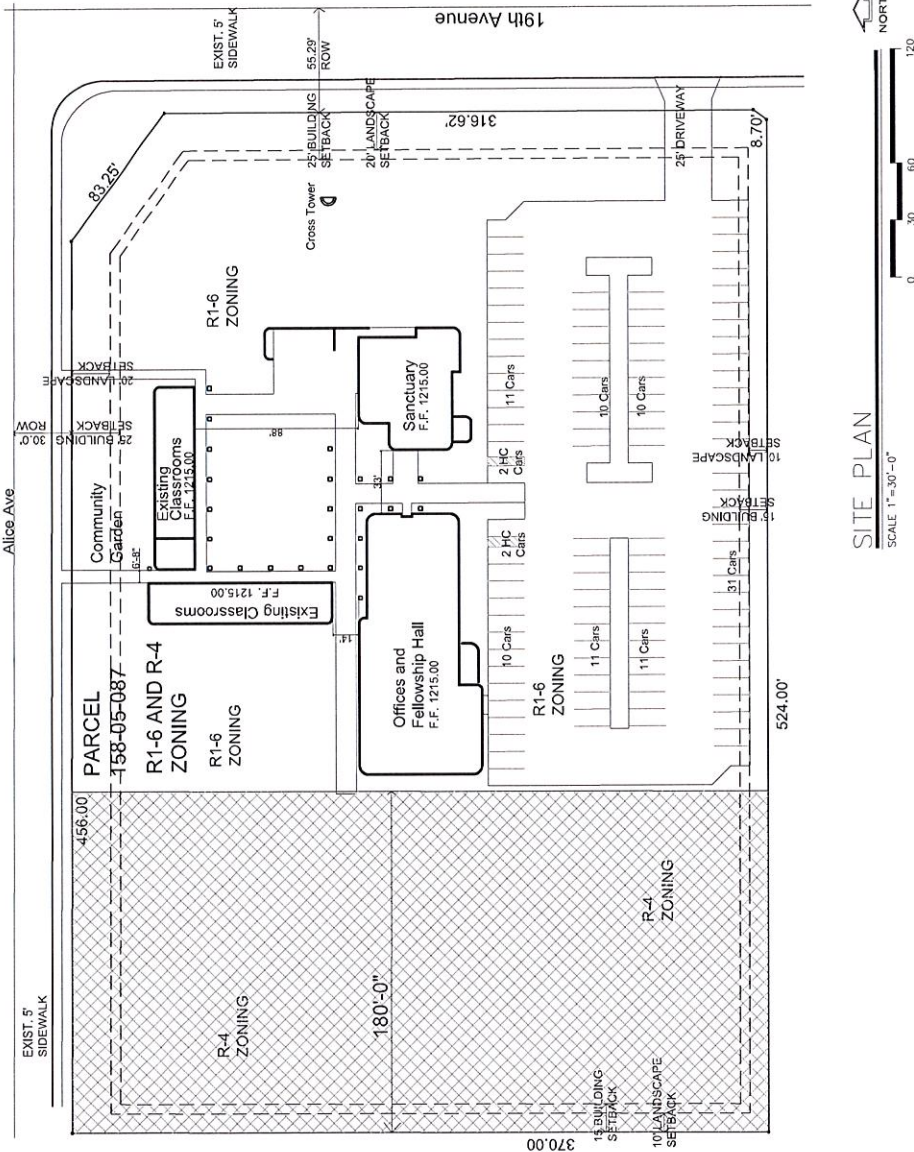 Alice Ave
19th Avenue
EXIST. 5'
SIDEWALK
EXIST. 5'
SIDEWALK
55.29'
ROW
25' BUILDING
SETBACK
20' LANDSCAPE
SETBACK
83.25'
316.62'
8.70'
25' DRIVEWAY
Cross Tower
R1-6
ZONING
20' LANDSCAPE
SETBACK
25' BUILDING
SETBACK
30.0'
ROW
Community
Garden
6'-8"
Existing
Classrooms
F.F. 1215.00
Existing Classrooms
F.F. 1215.00
88'
Sanctuary
F.F. 1215.00
33'
14'
PARCEL
158-05-087
R1-6 AND R-4
ZONING
R1-6
ZONING
Offices and
Fellowship Hall
F.F. 1215.00
11 Cars
2 HC
Cars
2 HC
Cars
10 Cars
10 Cars
10 Cars
11 Cars
11 Cars
31 Cars
R1-6
ZONING
10' LANDSCAPE
SETBACK
15' BUILDING
SETBACK
524.00'
456.00
R-4
ZONING
180'-0"
R-4
ZONING
370.00
15 BUILDING
SETBACK
10' LANDSCAPE
SETBACK
SITE PLAN
SCALE 1"=30'-0"
0 30 60 120